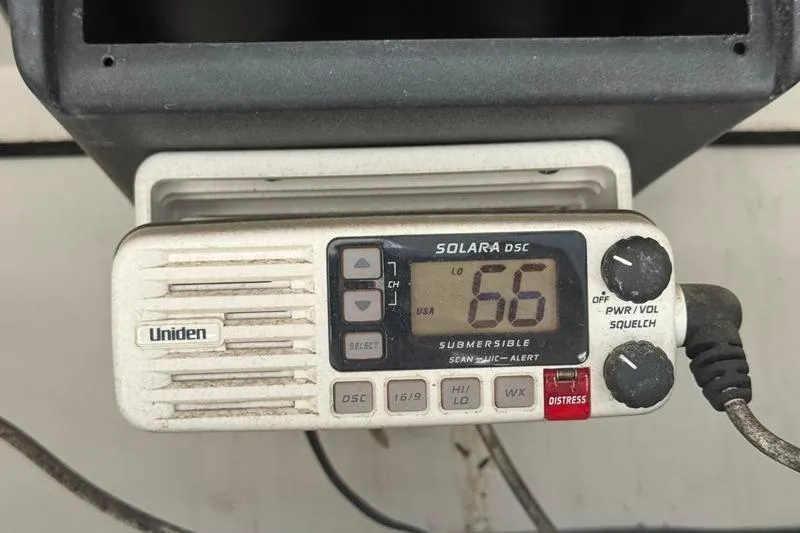 SOLARA DSC
LO
66
USA
CH
SELECT
SUBMERSIBLE
SCAN — U/C — ALERT
Uniden
OFF
PWR / VOL
SQUELCH
DSC
16/9
HI/
LO
WX
DISTRESS